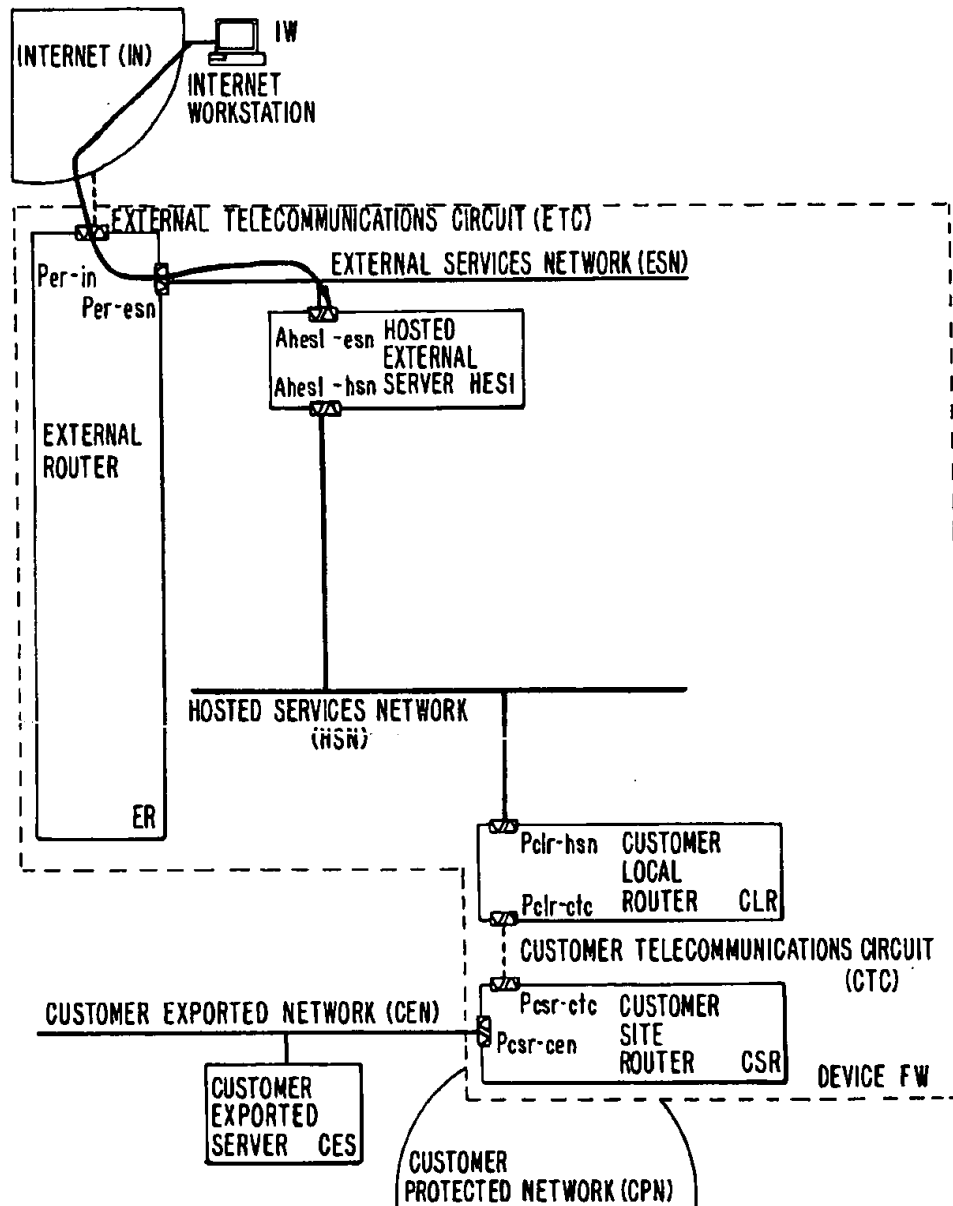 IW
INTERNET (IN)
INTERNET
WORKSTATION
EXTERNAL TELECOMMUNICATIONS CIRCUIT (ETC)
EXTERNAL SERVICES NETWORK (ESN)
Per-in
Per-esn
Ahes1-esn HOSTED
EXTERNAL
Ahes1-hsn SERVER HES1
EXTERNAL
ROUTER
HOSTED SERVICES NETWORK
(HSN)
ER
Pclr-hsn CUSTOMER
LOCAL
Pclr-ctc ROUTER CLR
CUSTOMER TELECOMMUNICATIONS CIRCUIT
(CTC)
CUSTOMER EXPORTED NETWORK (CEN)
Pcsr-ctc CUSTOMER
SITE
Pcsr-cen ROUTER CSR
DEVICE FW
CUSTOMER
EXPORTED
SERVER CES
CUSTOMER
PROTECTED NETWORK (CPN)